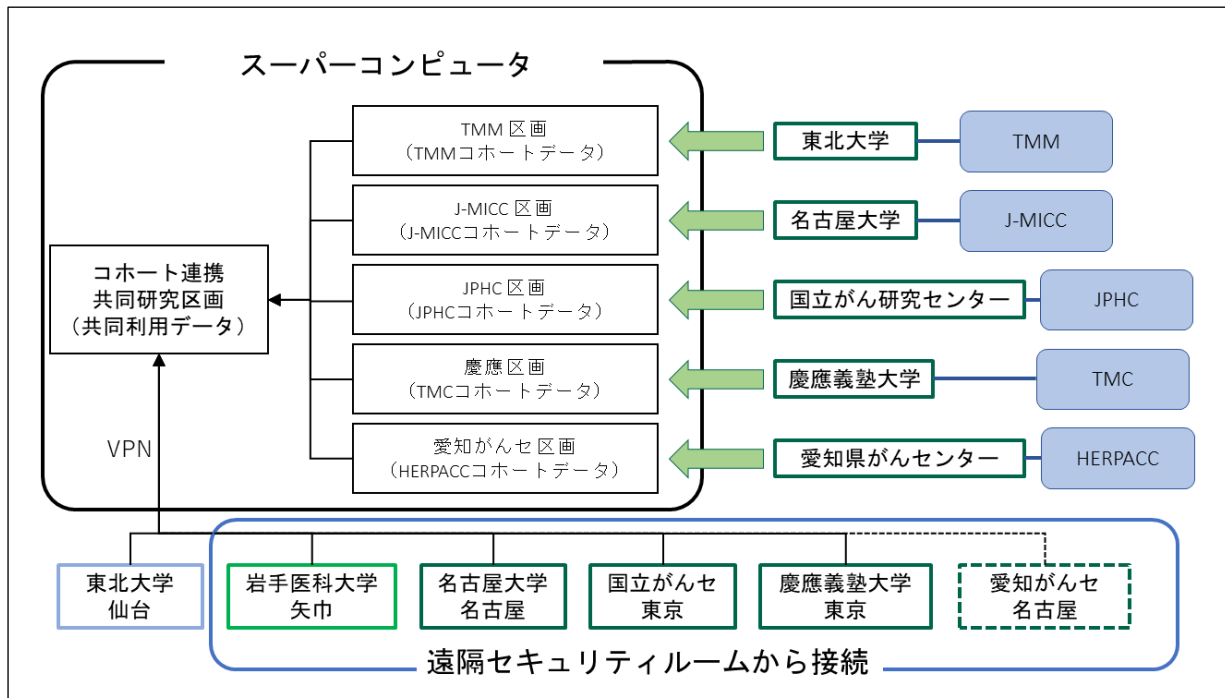 スーパーコンピュータ
TMM 区画
(TMMコホートデータ)
東北大学
TMM
J-MICC 区画
(J-MICCコホートデータ)
名古屋大学
J-MICC
コホート連携
共同研究区画
(共同利用データ)
JPHC 区画
(JPHCコホートデータ)
国立がん研究センター
JPHC
慶應区画
(TMCコホートデータ)
慶應義塾大学
TMC
愛知がんセ区画
(HERPACCコホートデータ)
愛知県がんセンター
HERPACC
VPN
東北大学
仙台
岩手医科大学
矢巾
名古屋大学
名古屋
国立がんセ
東京
慶應義塾大学
東京
愛知がんセ
名古屋
遠隔セキュリティルームから接続